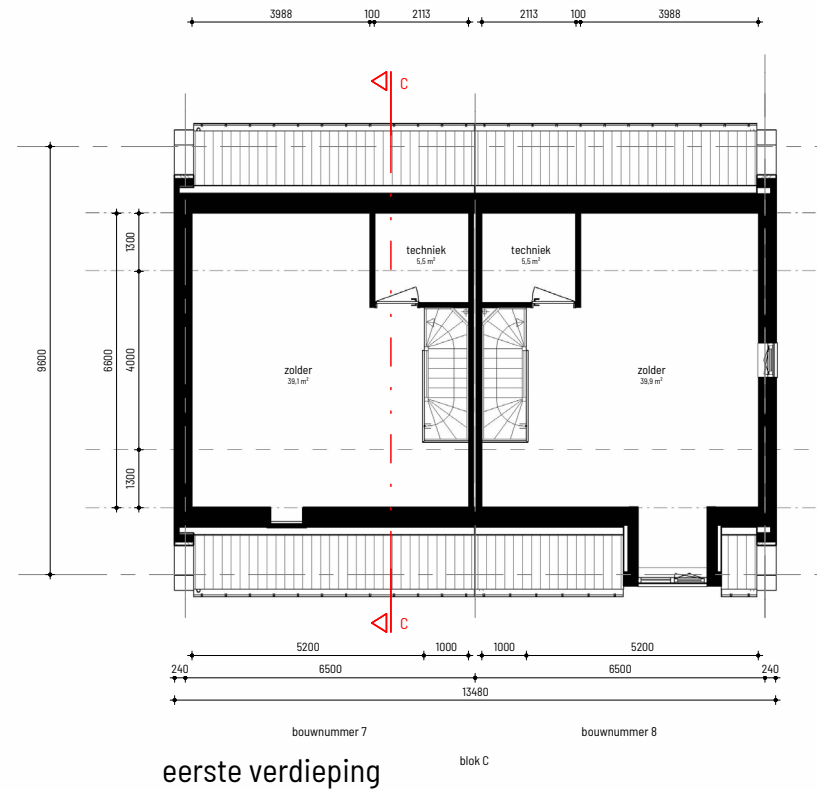 3988 100 2113 2113 100 3988
C
techniek techniek
5,5 m² 5,5 m²
1300
9600 6600 4000
zolder zolder
39,1 m² 39,9 m²
1300
C
5200 1000 1000 5200
240 6500 6500 240
13480
bouwnummer 7 bouwnummer 8
blok C
eerste verdieping